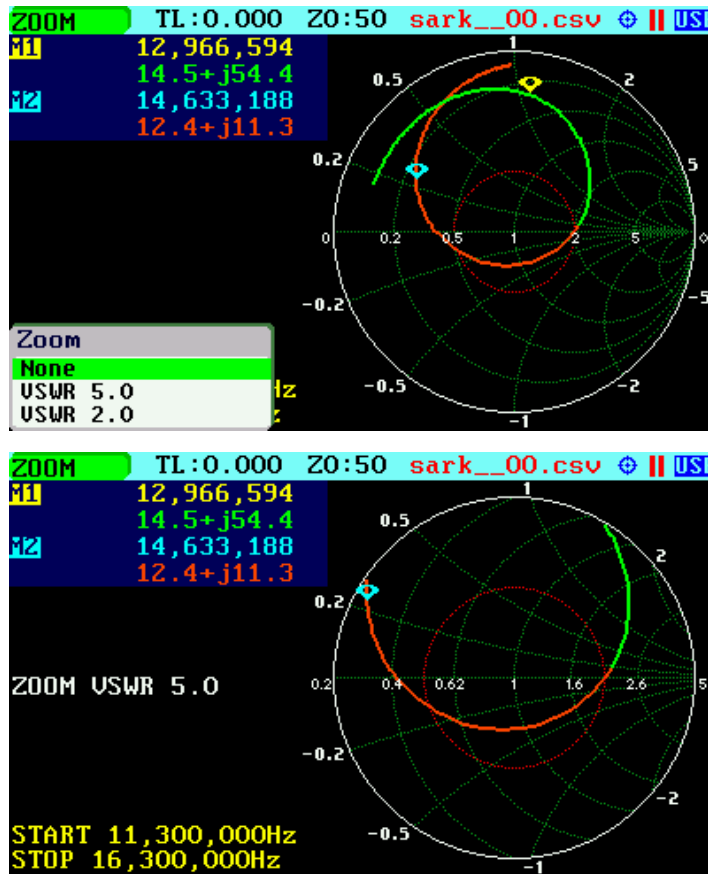 ZOOM TL:0.000 Z0:50 sark__00.csv USB
M1 12,966,594
14.5+j54.4
M2 14,633,188
12.4+j11.3
1
0.5 2
0.2 5
0 0.2 0.5 1 2 5
-0.2 -5
-0.5 -2
-1
Zoom
None
VSWR 5.0 Hz
VSWR 2.0
ZOOM TL:0.000 Z0:50 sark__00.csv USB
M1 12,966,594
14.5+j54.4
M2 14,633,188
12.4+j11.3
1
0.5 2
0.2
ZOOM VSWR 5.0
0.2 0.4 0.62 1 1.6 2.6 5
-0.2
-2
-0.5
-1
START 11,300,000Hz
STOP 16,300,000Hz